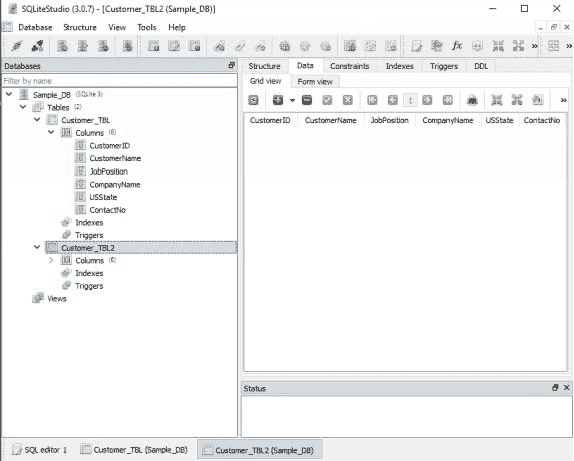 SQLiteStudio (3.0.7) - [Customer_TBL2 (Sample_DB)]
Database Structure View Tools Help
Databases
Filter by name
Sample_DB (SQLite 3)
Tables (2)
Customer_TBL
Columns (6)
CustomerID
CustomerName
JobPosition
CompanyName
USState
ContactNo
Indexes
Triggers
Customer_TBL2
Columns (6)
Indexes
Triggers
Views
Structure Data Constraints Indexes Triggers DDL
Grid view Form view
1
CustomerID CustomerName JobPosition CompanyName USState ContactNo
Status
SQL editor 1 Customer_TBL (Sample_DB) Customer_TBL2 (Sample_DB)